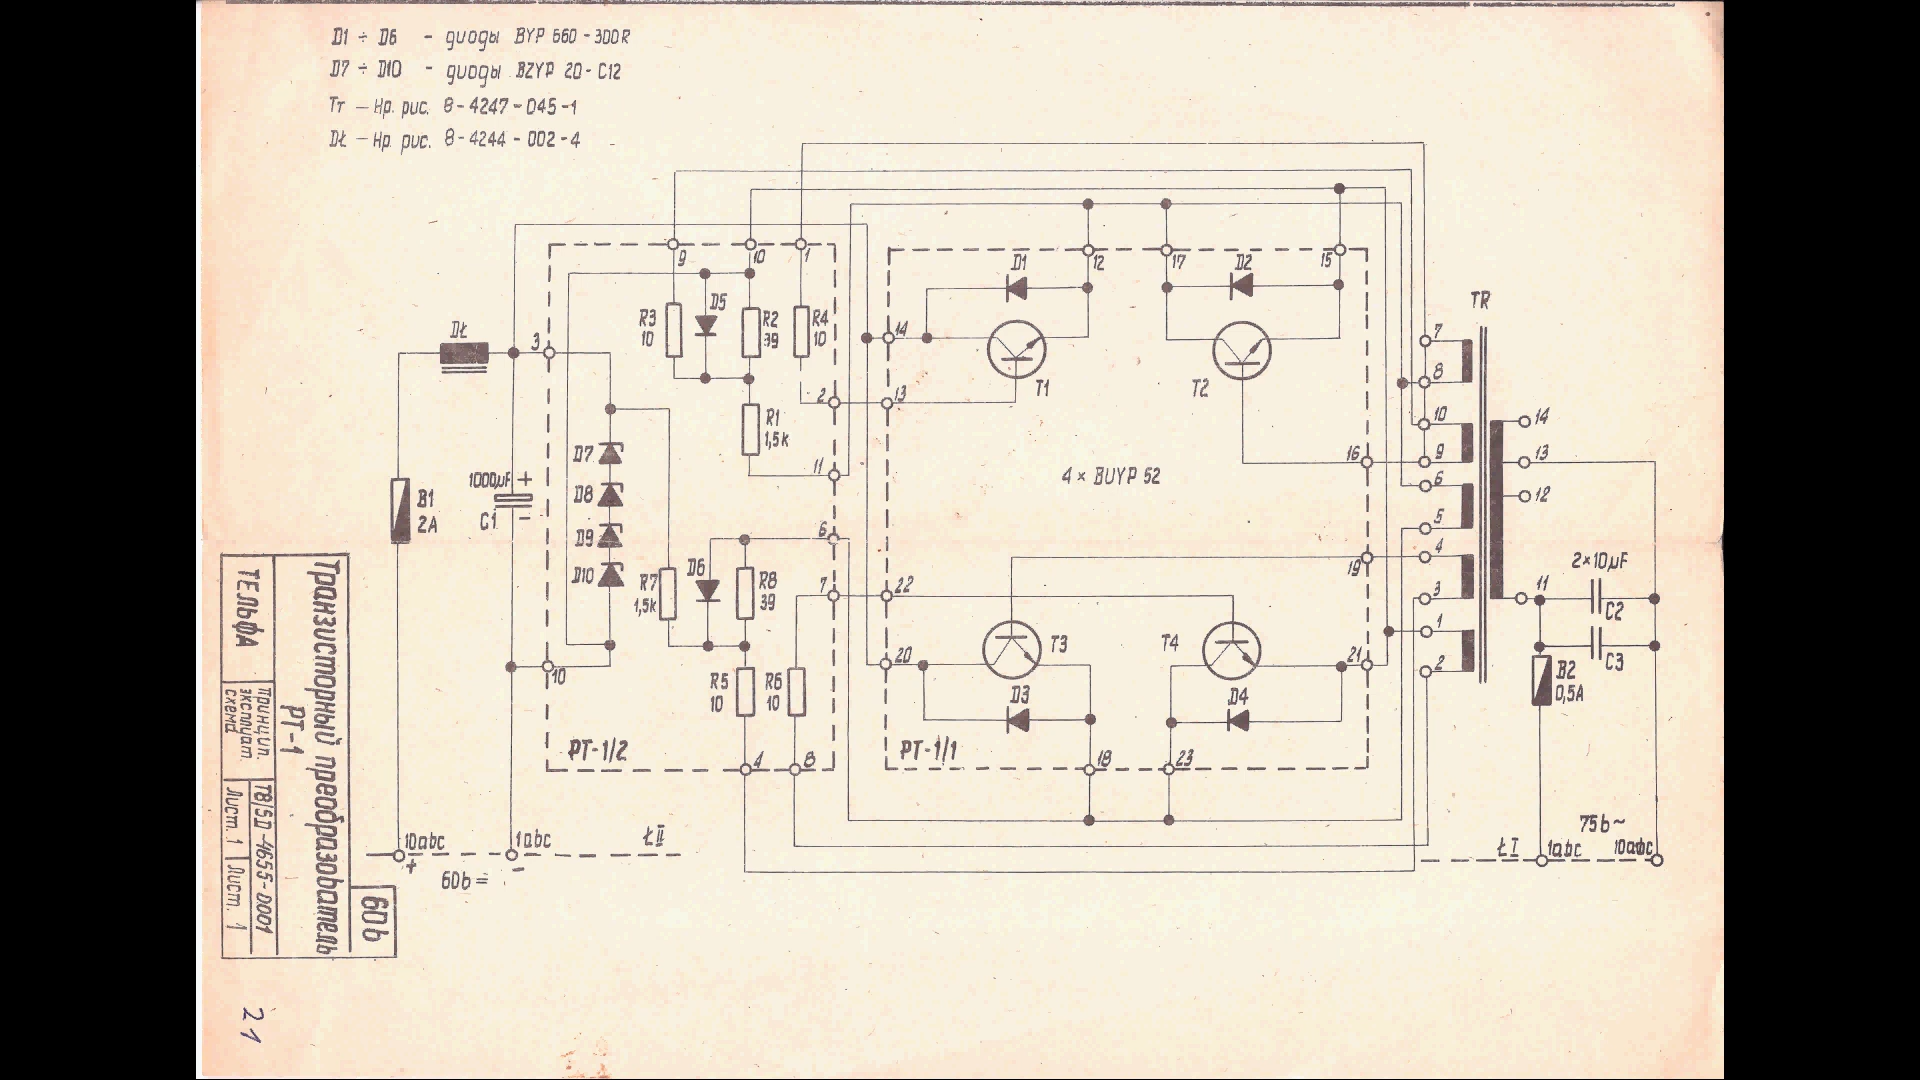 D1 ÷ D6 - диоды BYP 660-300R
D7 ÷ D10 - диоды BZYP 20-C12
Тт - Нр. рис. 8-4247-045-1
DŁ - Нр. рис. 8-4244-002-4
9
10
1
12
17
15
D1
D2
TR
D5
R3
10
R2
39
R4
10
14
DŁ
3
T1
T2
7
8
2
13
10
14
R1
1,5k
D7
11
4 × BUYP 52
16
9
13
1000µF +
6
12
D8
B1
2A
C1
-
D9
6
5
4
D10
D6
R7
1,5k
R8
39
7
22
19
3
11
2×10µF
C2
1
T3
T4
20
21
2
C3
10
R5
10
R6
10
D3
D4
B2
0,5A
PT-1/2
4
8
PT-1/1
18
23
75в~
10abc
+
1abc
-
ŁII
60в=
ŁI
1abc
10abc
60в
Транзисторный преобразователь
PT-1
ТЕЛЬФА
Принцип.
эксплуат.
схема
T8/5D-4655-0001
Лист. 1
Лист. 1
21